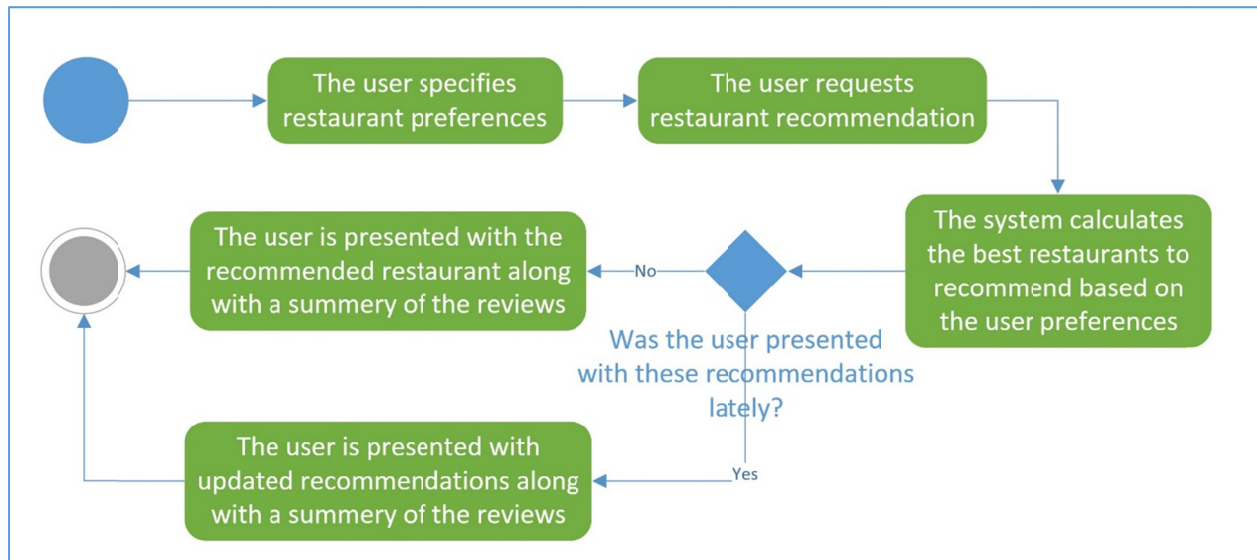 The user specifies
restaurant preferences
The user requests
restaurant recommendation
The system calculates
the best restaurants to
recommend based on
the user preferences
Was the user presented
with these recommendations
lately?
No
The user is presented with the
recommended restaurant along
with a summery of the reviews
Yes
The user is presented with
updated recommendations along
with a summery of the reviews